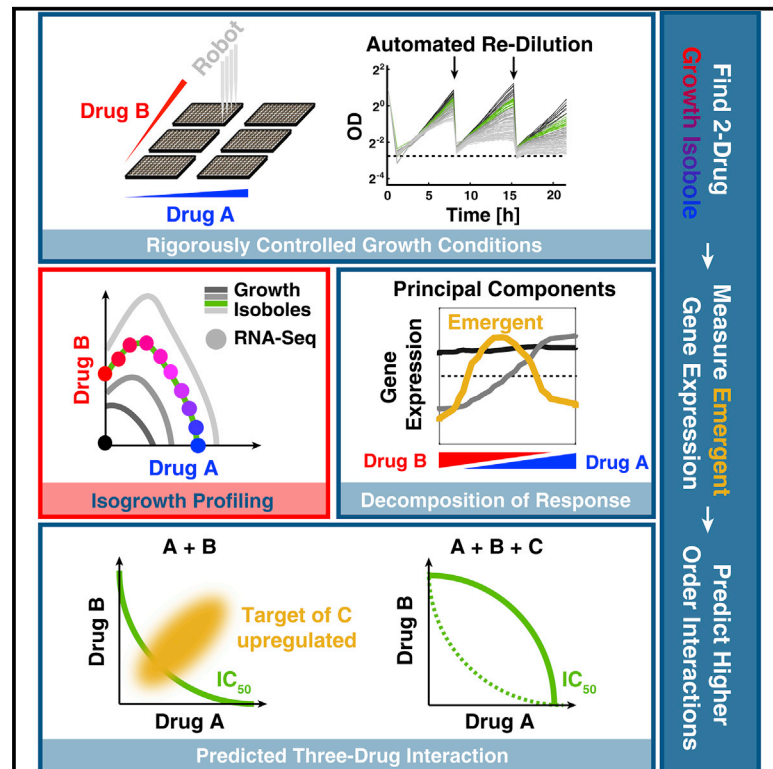 Robot
Drug B
Drug A
Automated Re-Dilution
OD
2²
2⁰
2⁻²
2⁻⁴
0
5
10
15
20
Time [h]
Rigorously Controlled Growth Conditions
Growth
Isoboles
RNA-Seq
Drug B
Drug A
Isogrowth Profiling
Principal Components
Emergent
Gene
Expression
Drug B
Drug A
Decomposition of Response
A + B
Drug B
Target of C
upregulated
IC₅₀
Drug A
A + B + C
Drug B
IC₅₀
Drug A
Predicted Three-Drug Interaction
Find 2-Drug
Growth Isobole
Measure Emergent
Gene Expression
Predict Higher
Order Interactions